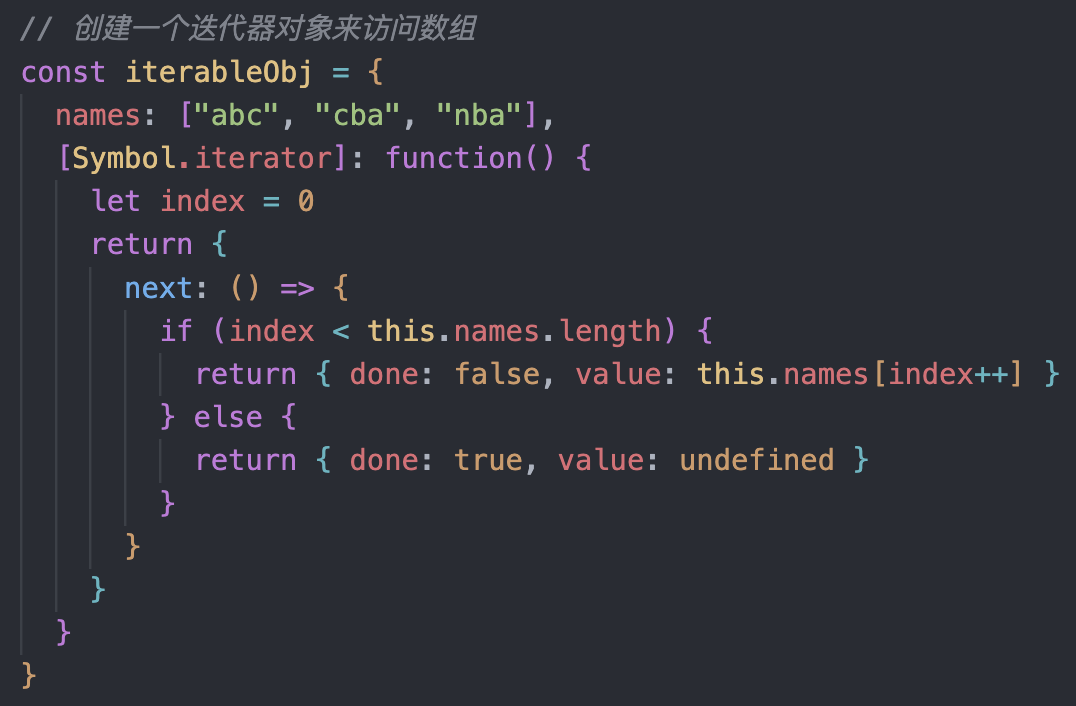 // 创建一个迭代器对象来访问数组
const iterableObj = {
  names: ["abc", "cba", "nba"],
  [Symbol.iterator]: function() {
    let index = 0
    return {
      next: () => {
        if (index < this.names.length) {
          return { done: false, value: this.names[index++] }
        } else {
          return { done: true, value: undefined }
        }
      }
    }
  }
}